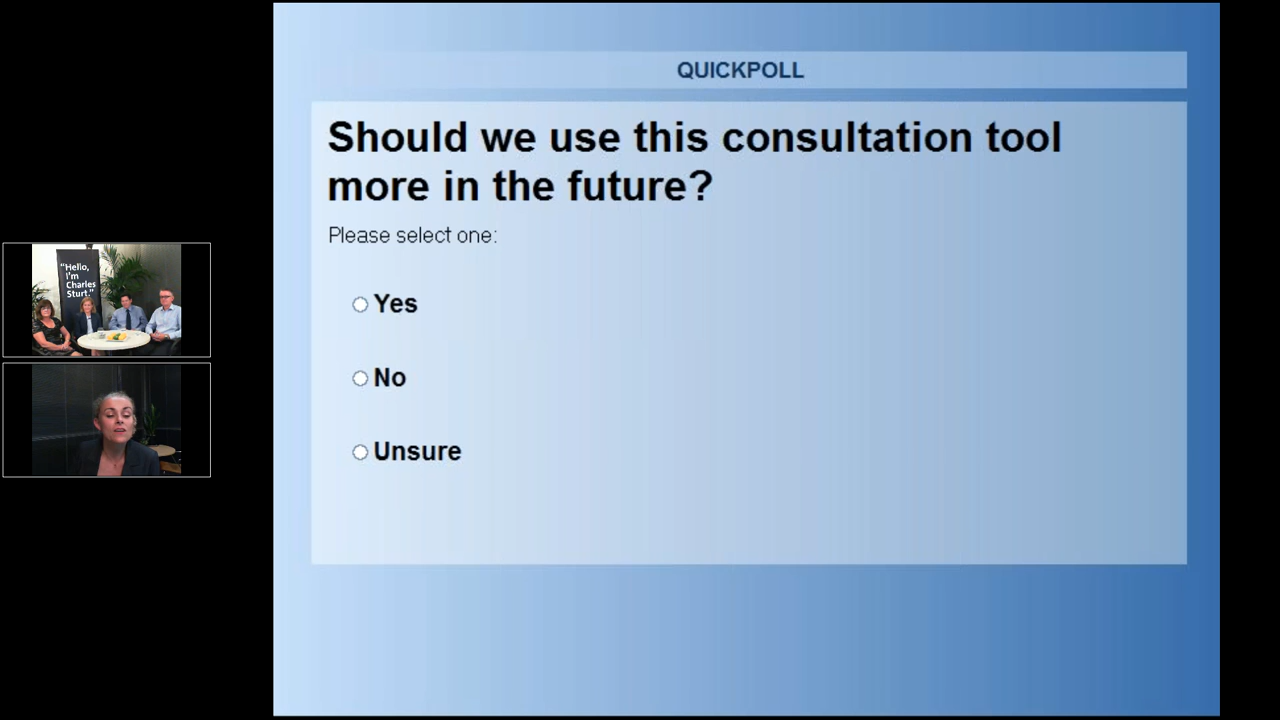 QUICKPOLL
Should we use this consultation tool
more in the future?
Please select one:
Yes
No
Unsure
"Hello,
I'm
Charles
Sturt."